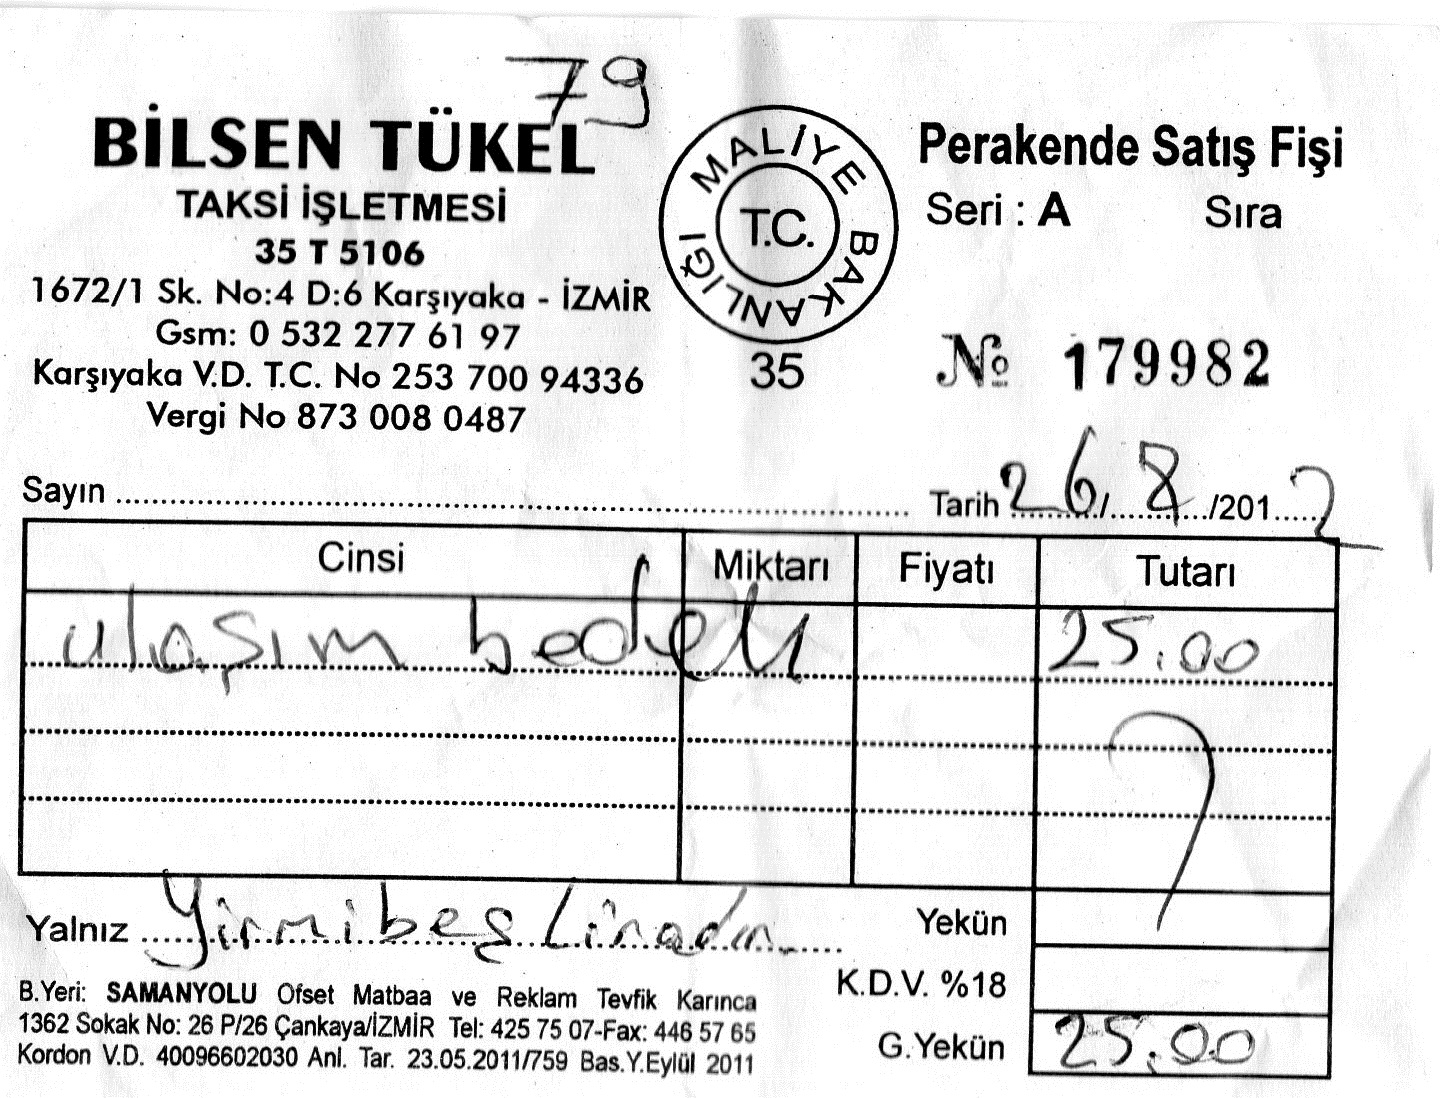 79
BİLSEN TÜKEL
TAKSİ İŞLETMESİ
35 T 5106
1672/1 Sk. No:4 D:6 Karşıyaka - İZMİR
Gsm: 0 532 277 61 97
Karşıyaka V.D. T.C. No 253 700 94336
Vergi No 873 008 0487
MALİYE BAKANLIĞI
T.C.
35
Perakende Satış Fişi
Seri : A Sıra
№ 179982
Sayın
Tarih 26/8/2012
Cinsi Miktarı Fiyatı Tutarı
ulaşım bedeli 25.00
Yalnız Yirmibeş Liradır. Yekün
K.D.V. %18
G.Yekün 25.00
B.Yeri: SAMANYOLU Ofset Matbaa ve Reklam Tevfik Karınca
1362 Sokak No: 26 P/26 Çankaya/İZMİR Tel: 425 75 07-Fax: 446 57 65
Kordon V.D. 40096602030 Anl. Tar. 23.05.2011/759 Bas.Y.Eylül 2011